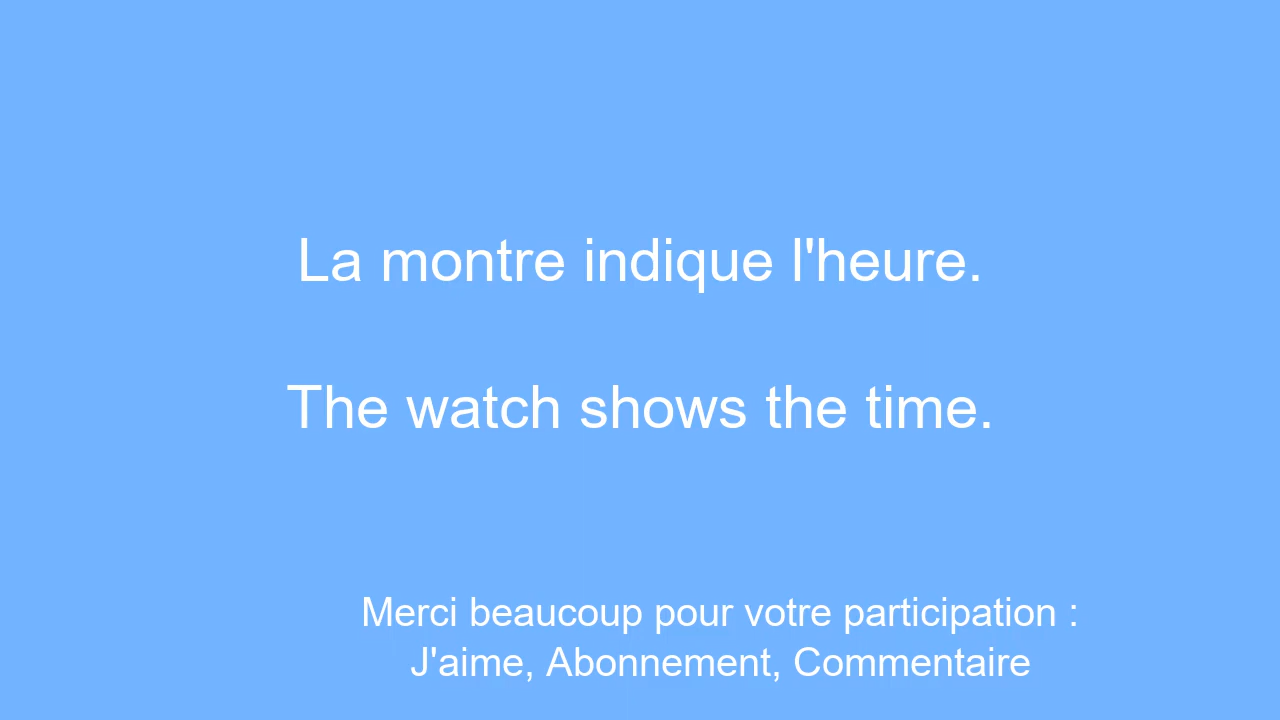 La montre indique l'heure.
The watch shows the time.
Merci beaucoup pour votre participation :
J'aime, Abonnement, Commentaire